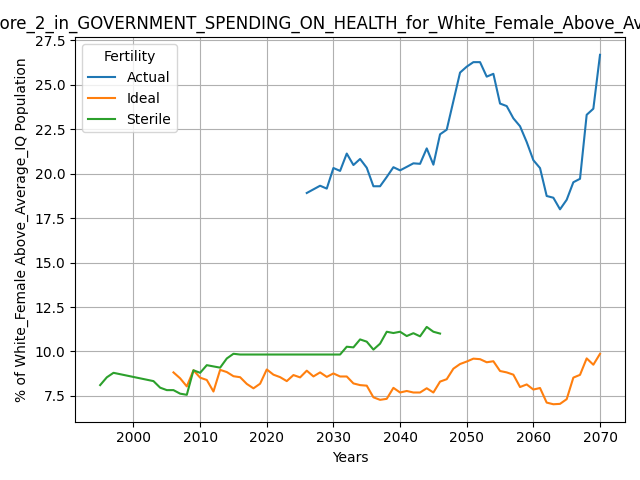 ore_2_in_GOVERNMENT_SPENDING_ON_HEALTH_for_White_Female_Above_Av
27.5
25.0
22.5
20.0
17.5
15.0
12.5
10.0
7.5
% of White_Female Above_Average_IQ Population
Fertility
Actual
Ideal
Sterile
2000 2010 2020 2030 2040 2050 2060 2070
Years